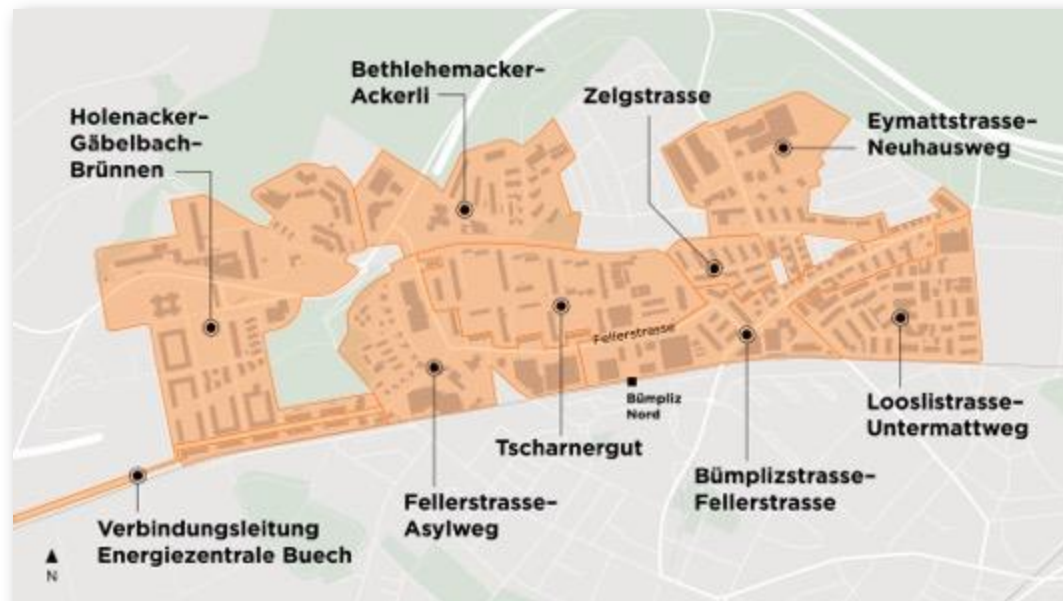 Bethlehemacker–
Ackerli
Zelgstrasse
Holenacker–
Gäbelbach–
Brünnen
Eymattstrasse–
Neuhausweg
Fellerstrasse
Bümpliz
Nord
Looslistrasse–
Untermattweg
Tscharnergut
Bümplizstrasse–
Fellerstrasse
Fellerstrasse–
Asylweg
Verbindungsleitung
Energiezentrale Buech
N